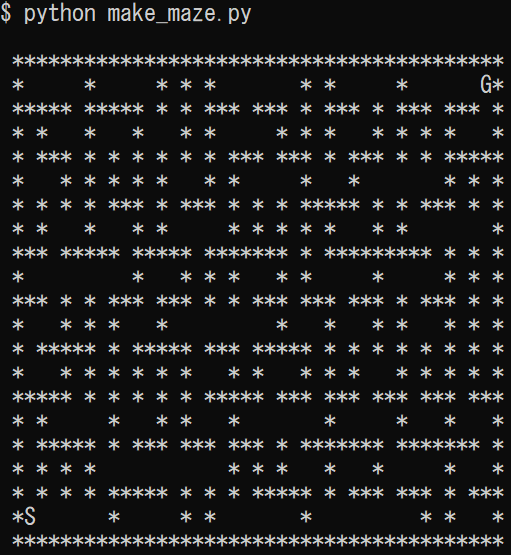 $ python make_maze.py
*****************************************
*     *     * * *       * *     *      G*
***** ***** * * *** *** * *** * *** *** *
* *   *   *   * *     * * *   * * * *   *
* *** * * * * * * *** *** * *** * * *****
*   * * * * *   * *     *   *       * * *
* * * * *** * *** * * * ***** * * *** * *
* *   *   * *     * * * * *   * *       *
*** ***** ***** ******* * ********* * * *
*         *   * * *   * *     *     * * *
*** * * *** *** * * *** *** *** * *** * *
*   * * *   *         *   *   * *   * * *
* ***** * ***** *** ***** * * * * * * * *
*   * * * * * *   * *   * * *   * * * * *
***** * * * * * ***** *** *** *** *** ***
* *     *   * *   *       *     *   *   *
* ***** * *** *** *** * ******* ******* *
* * * *           * * *   *   *     *   *
* * * * ***** * * * ***** * *** *** * ***
*S      *     * *       *         * *   *
*****************************************